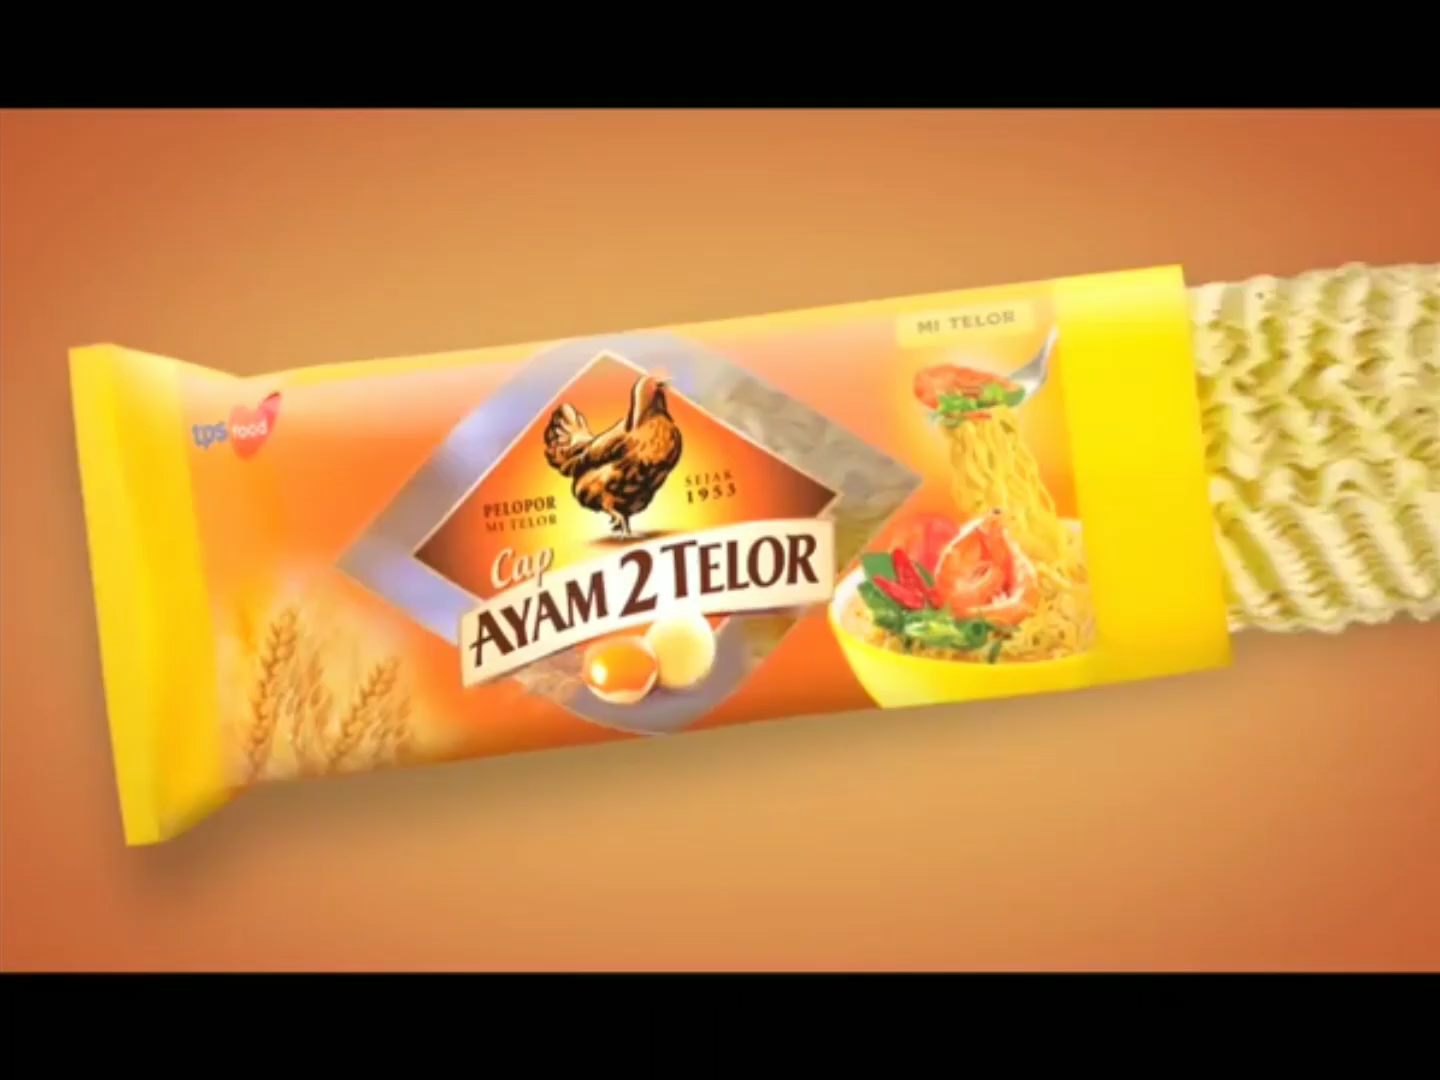 MI TELOR
tps food
PELOPOR
MI TELOR
SEJAK
1953
Cap
AYAM 2 TELOR